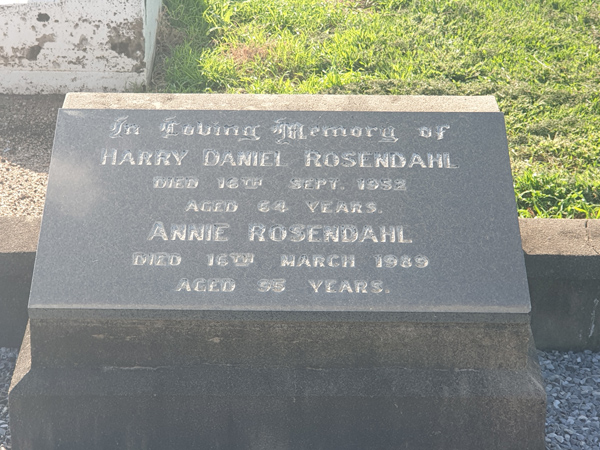 In Loving Memory of
HARRY DANIEL ROSENDAHL
DIED 18TH SEPT. 1952
AGED 64 YEARS.
ANNIE ROSENDAHL
DIED 16TH MARCH 1989
AGED 95 YEARS.